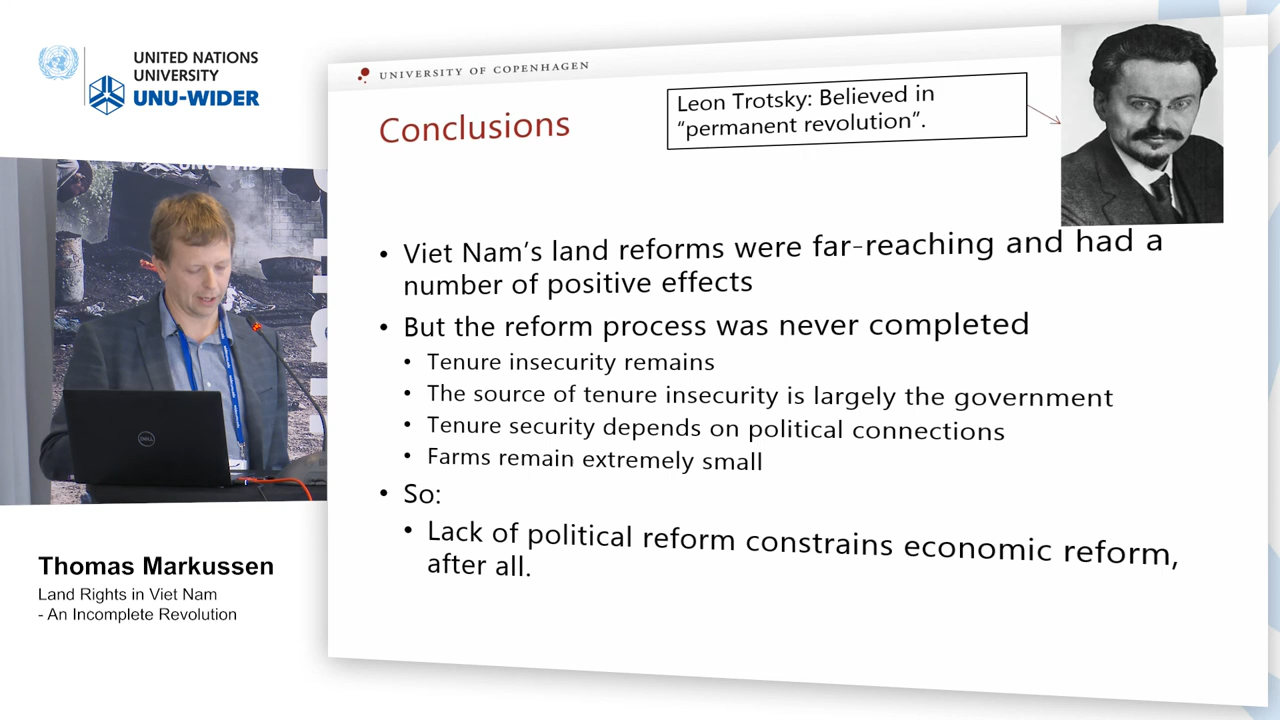 UNITED NATIONS
UNIVERSITY
UNU-WIDER
UNIVERSITY OF COPENHAGEN
Conclusions
Leon Trotsky: Believed in
“permanent revolution”.
• Viet Nam’s land reforms were far-reaching and had a
number of positive effects
• But the reform process was never completed
• Tenure insecurity remains
• The source of tenure insecurity is largely the government
• Tenure security depends on political connections
• Farms remain extremely small
• So:
• Lack of political reform constrains economic reform,
after all.
UNU-WIDER
DELL
Thomas Markussen
Land Rights in Viet Nam
- An Incomplete Revolution